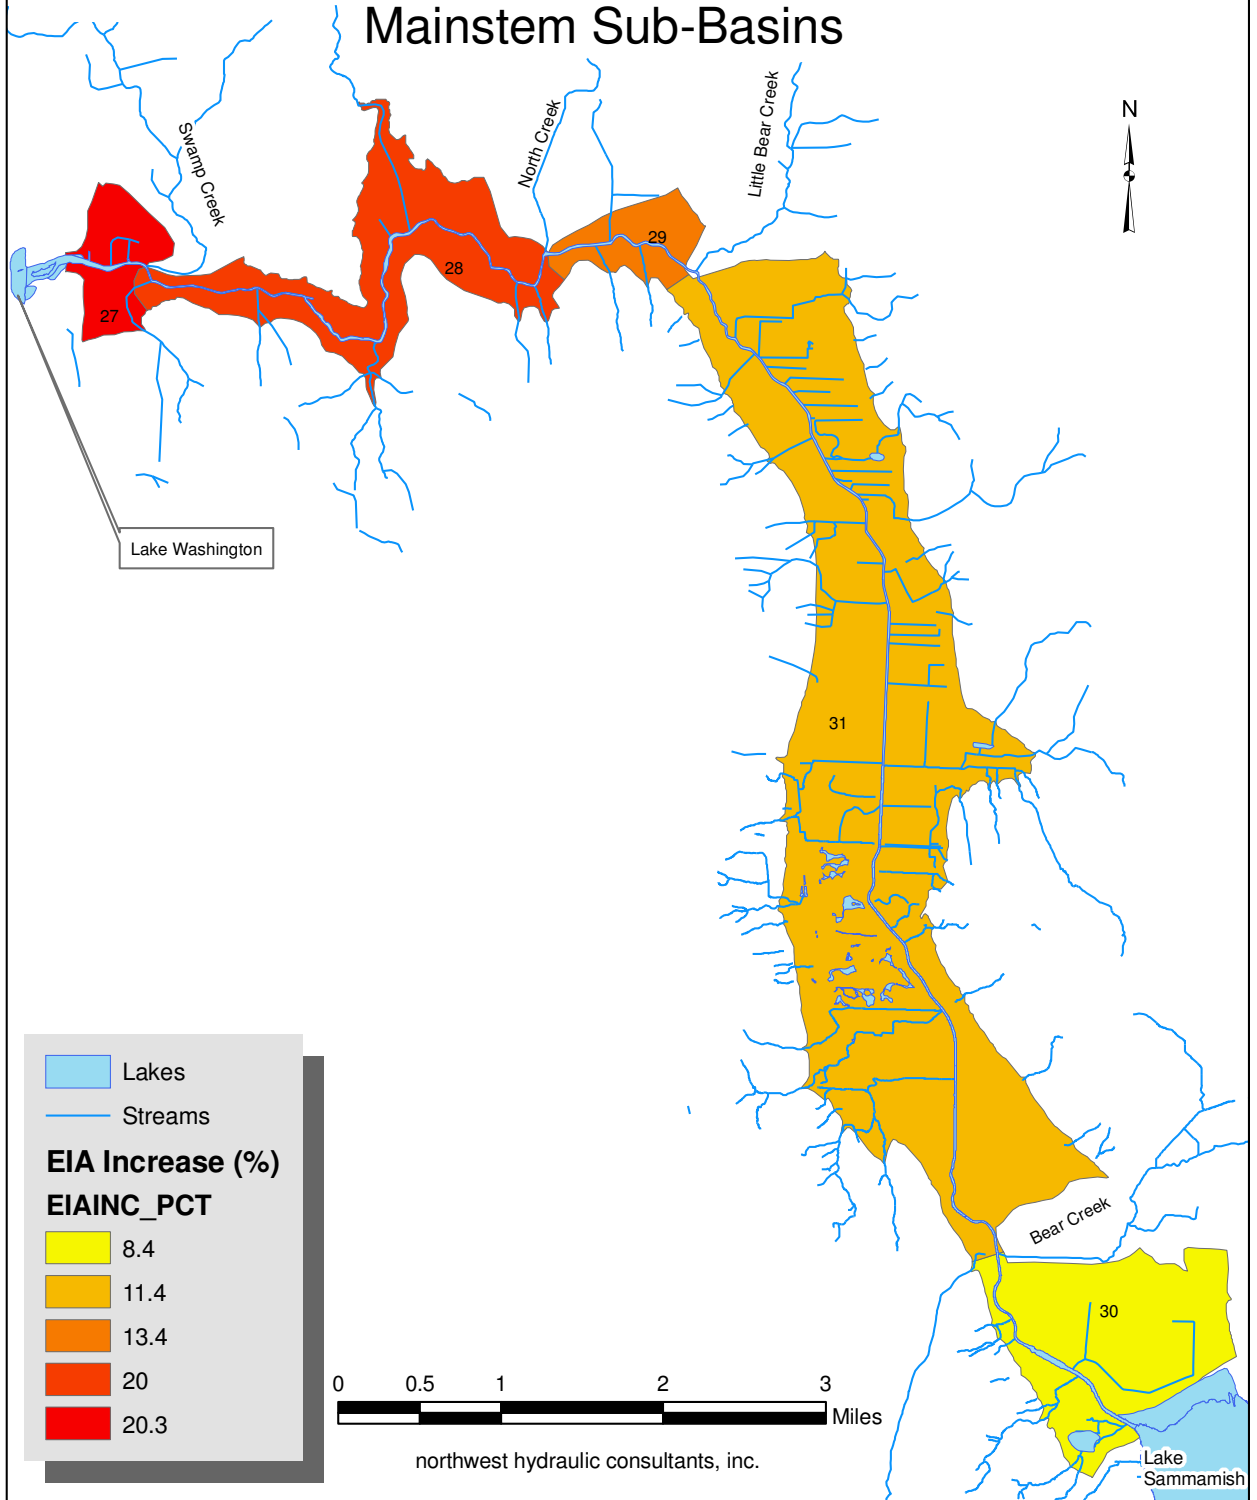 Mainstem Sub-Basins
Swamp Creek
North Creek
Little Bear Creek
N
27
28
29
Lake Washington
31
Bear Creek
30
Lake
Sammamish
Lakes
Streams
EIA Increase (%)
EIAINC_PCT
8.4
11.4
13.4
20
20.3
0 0.5 1 2 3
Miles
northwest hydraulic consultants, inc.